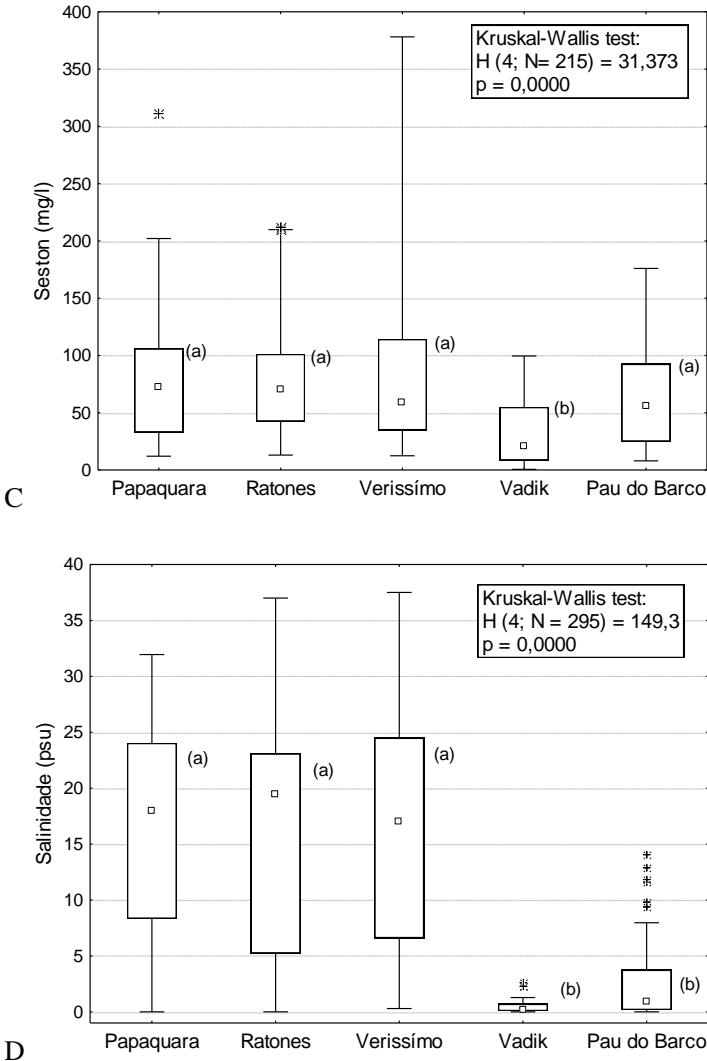 400
350
300
250
200
150
100
50
0
Seston (mg/l)
Kruskal-Wallis test:
H (4; N= 215) = 31,373
p = 0,0000
(a)
(a)
(a)
(b)
(a)
Papaquara Ratones Verissímo Vadik Pau do Barco
C
40
35
30
25
20
15
10
5
0
Salinidade (psu)
Kruskal-Wallis test:
H (4; N = 295) = 149,3
p = 0,0000
(a)
(a)
(a)
(b)
(b)
Papaquara Ratones Verissímo Vadik Pau do Barco
D